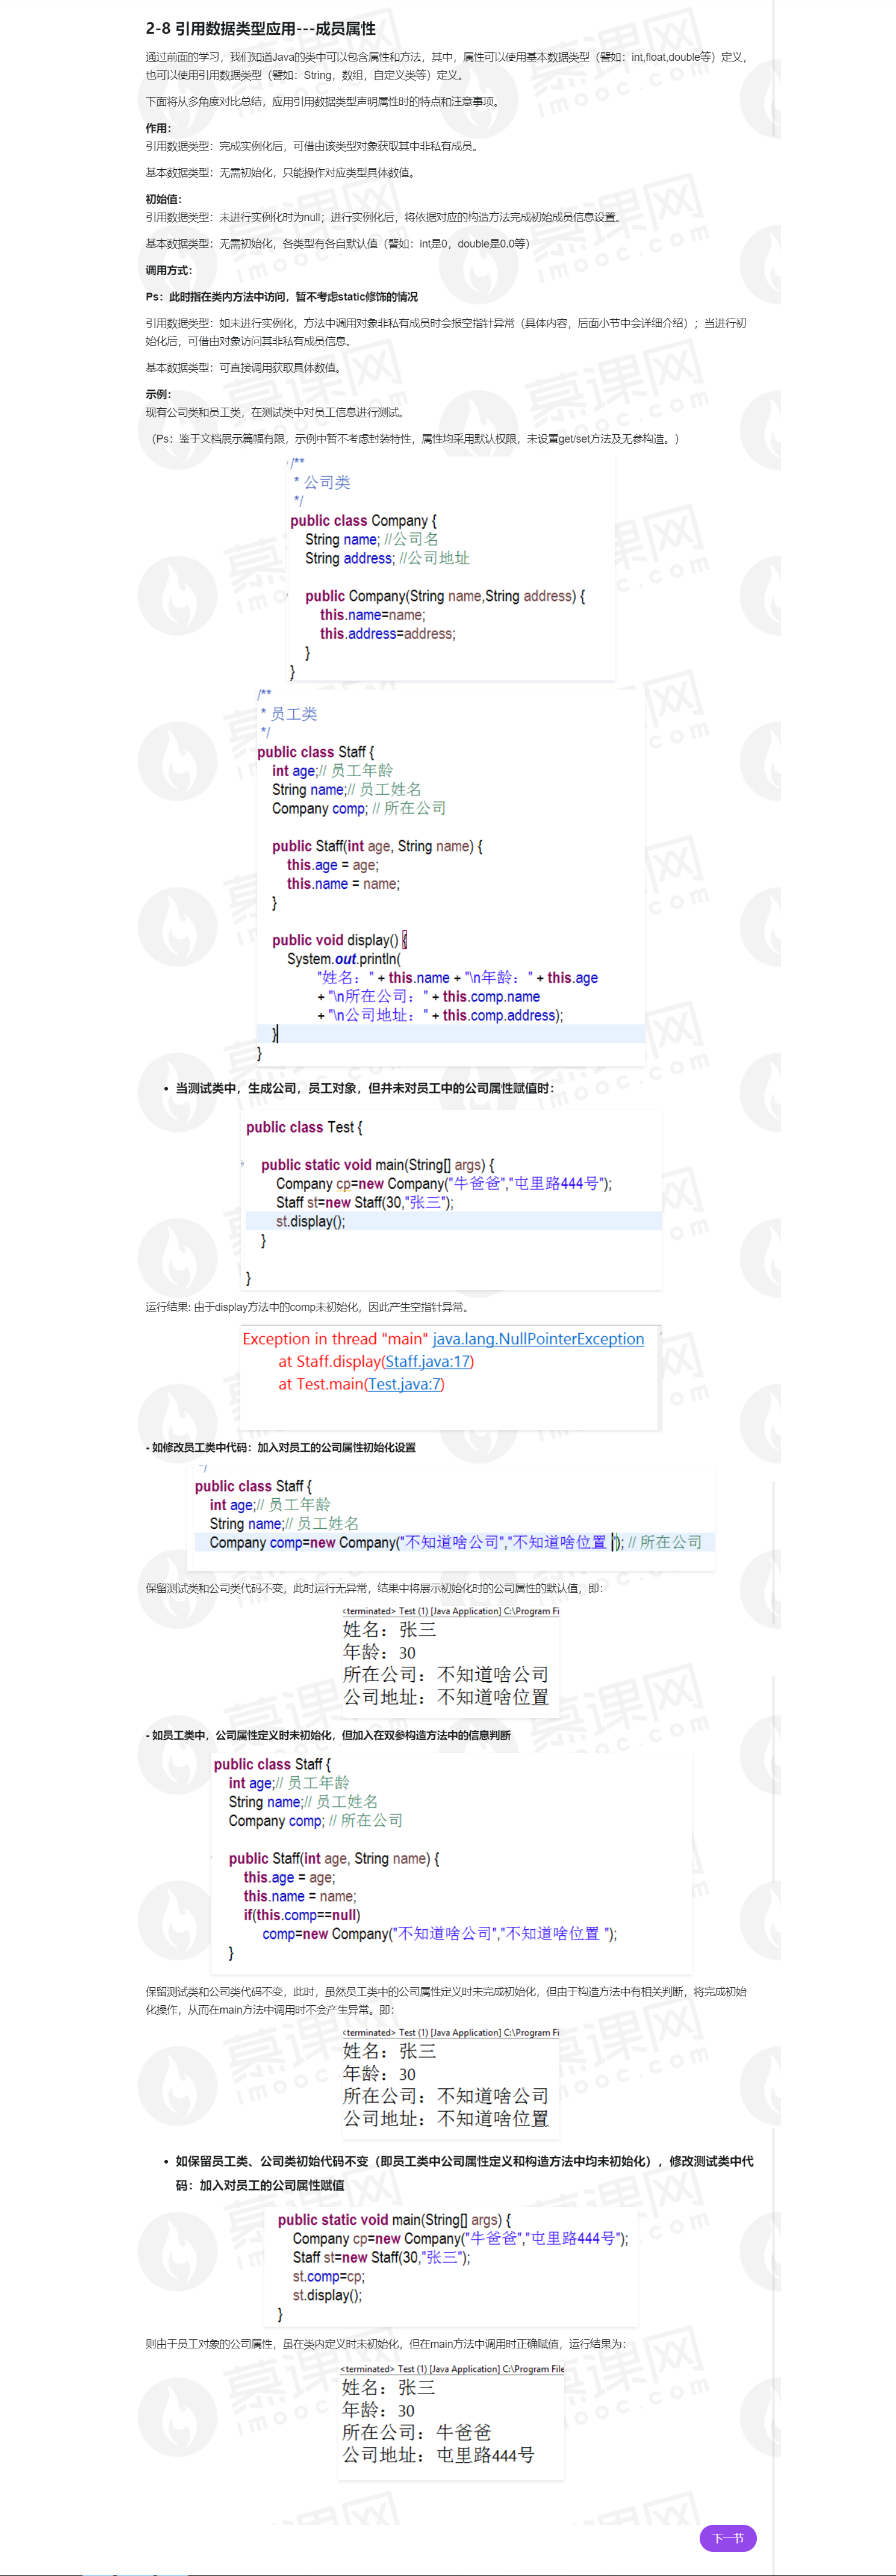 2-8 引用数据类型应用---成员属性
通过前面的学习，我们知道Java的类中可以包含属性和方法，其中，属性可以使用基本数据类型（譬如：int,float,double等）定义，
也可以使用引用数据类型（譬如：String，数组，自定义类等）定义。
下面将从多角度对比总结，应用引用数据类型声明属性时的特点和注意事项。
作用：
引用数据类型：完成实例化后，可借由该类型对象获取其中非私有成员。
基本数据类型：无需初始化，只能操作对应类型具体数值。
初始值：
引用数据类型：未进行实例化时为null；进行实例化后，将依据对应的构造方法完成初始成员信息设置。
基本数据类型：无需初始化，各类型有各自默认值（譬如：int是0，double是0.0等）
调用方式：
Ps：此时指在类内方法中访问，暂不考虑static修饰的情况
引用数据类型：如未进行实例化，方法中调用对象非私有成员时会报空指针异常（具体内容，后面小节中会详细介绍）；当进行初
始化后，可借由对象访问其非私有成员信息。
基本数据类型：可直接调用获取具体数值。
示例：
现有公司类和员工类，在测试类中对员工信息进行测试。
（Ps：鉴于文档展示篇幅有限，示例中暂不考虑封装特性，属性均采用默认权限，未设置get/set方法及无参构造。）
/**
* 公司类
*/
public class Company {
String name; //公司名
String address; //公司地址
public Company(String name,String address) {
this.name=name;
this.address=address;
}
}
/**
* 员工类
*/
public class Staff {
int age;// 员工年龄
String name;// 员工姓名
Company comp; // 所在公司
public Staff(int age, String name) {
this.age = age;
this.name = name;
}
public void display() {
System.out.println(
"姓名：" + this.name + "\n年龄：" + this.age
+ "\n所在公司：" + this.comp.name
+ "\n公司地址：" + this.comp.address);
}
}
• 当测试类中，生成公司，员工对象，但并未对员工中的公司属性赋值时：
public class Test {
public static void main(String[] args) {
Company cp=new Company("牛爸爸","屯里路444号");
Staff st=new Staff(30,"张三");
st.display();
}
}
运行结果: 由于display方法中的comp未初始化，因此产生空指针异常。
Exception in thread "main" java.lang.NullPointerException
at Staff.display(Staff.java:17)
at Test.main(Test.java:7)
- 如修改员工类中代码：加入对员工的公司属性初始化设置
*/
public class Staff {
int age;// 员工年龄
String name;// 员工姓名
Company comp=new Company("不知道啥公司","不知道啥位置 "); // 所在公司
保留测试类和公司类代码不变，此时运行无异常，结果中将展示初始化时的公司属性的默认值，即：
<terminated> Test (1) [Java Application] C:\Program Fi
姓名：张三
年龄：30
所在公司：不知道啥公司
公司地址：不知道啥位置
- 如员工类中，公司属性定义时未初始化，但加入在双参构造方法中的信息判断
public class Staff {
int age;// 员工年龄
String name;// 员工姓名
Company comp; // 所在公司
public Staff(int age, String name) {
this.age = age;
this.name = name;
if(this.comp==null)
comp=new Company("不知道啥公司","不知道啥位置 ");
}
保留测试类和公司类代码不变，此时，虽然员工类中的公司属性定义时未完成初始化，但由于构造方法中有相关判断，将完成初始
化操作，从而在main方法中调用时不会产生异常。即：
<terminated> Test (1) [Java Application] C:\Program Fi
姓名：张三
年龄：30
所在公司：不知道啥公司
公司地址：不知道啥位置
• 如保留员工类、公司类初始代码不变（即员工类中公司属性定义和构造方法中均未初始化），修改测试类中代
码：加入对员工的公司属性赋值
public static void main(String[] args) {
Company cp=new Company("牛爸爸","屯里路444号");
Staff st=new Staff(30,"张三");
st.comp=cp;
st.display();
}
则由于员工对象的公司属性，虽在类内定义时未初始化，但在main方法中调用时正确赋值，运行结果为：
<terminated> Test (1) [Java Application] C:\Program File
姓名：张三
年龄：30
所在公司：牛爸爸
公司地址：屯里路444号
下一节
慕课网
imooc.com